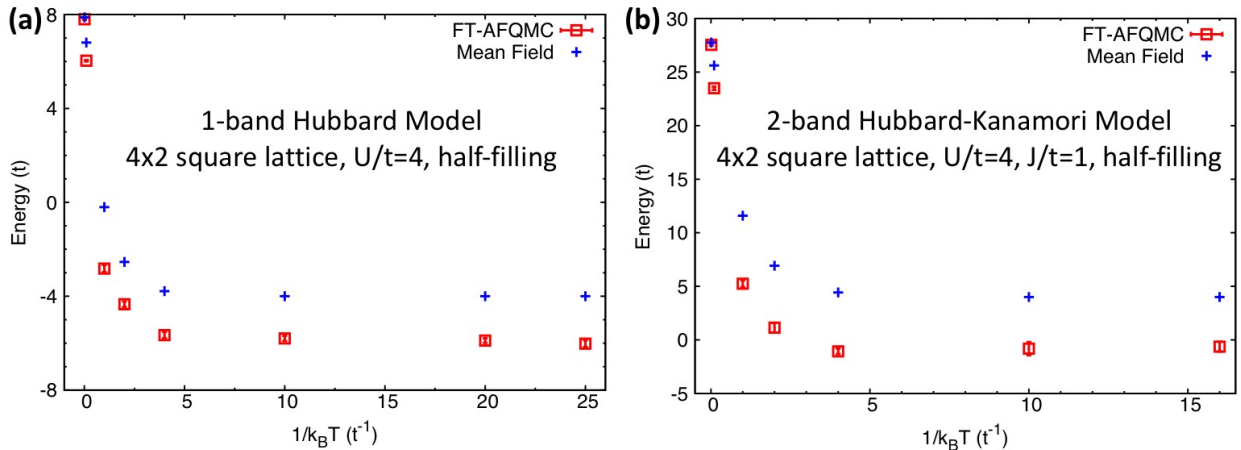 (a)
FT-AFQMC
Mean Field
1-band Hubbard Model
4x2 square lattice, U/t=4, half-filling
Energy (t)
8
4
0
-4
-8
0 5 10 15 20 25
1/k_BT (t^-1)
(b)
FT-AFQMC
Mean Field
2-band Hubbard-Kanamori Model
4x2 square lattice, U/t=4, J/t=1, half-filling
Energy (t)
30
25
20
15
10
5
0
-5
0 5 10 15
1/k_BT (t^-1)